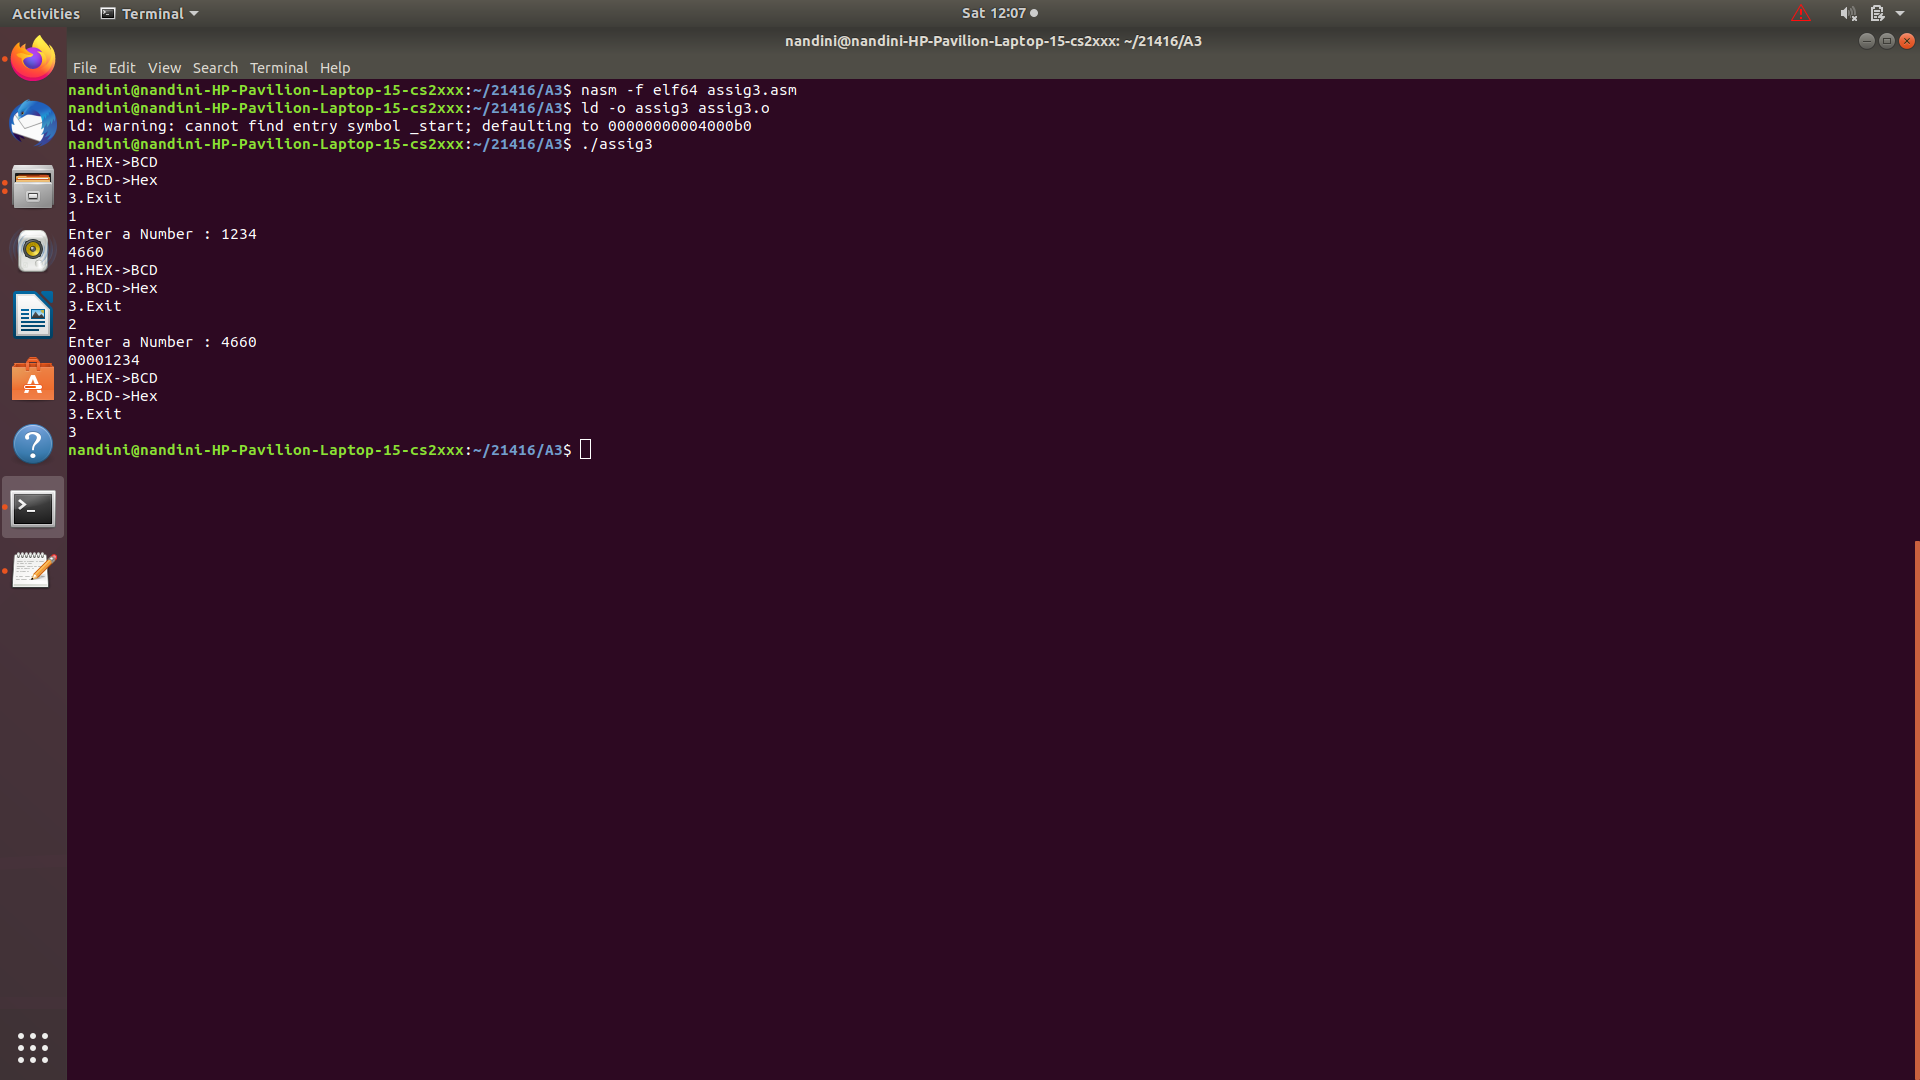 Activities Terminal Sat 12:07
nandini@nandini-HP-Pavilion-Laptop-15-cs2xxx: ~/21416/A3
File Edit View Search Terminal Help
nandini@nandini-HP-Pavilion-Laptop-15-cs2xxx:~/21416/A3$ nasm -f elf64 assig3.asm
nandini@nandini-HP-Pavilion-Laptop-15-cs2xxx:~/21416/A3$ ld -o assig3 assig3.o
ld: warning: cannot find entry symbol _start; defaulting to 00000000004000b0
nandini@nandini-HP-Pavilion-Laptop-15-cs2xxx:~/21416/A3$ ./assig3
1.HEX->BCD
2.BCD->Hex
3.Exit
1
Enter a Number : 1234
4660
1.HEX->BCD
2.BCD->Hex
3.Exit
2
Enter a Number : 4660
00001234
1.HEX->BCD
2.BCD->Hex
3.Exit
3
nandini@nandini-HP-Pavilion-Laptop-15-cs2xxx:~/21416/A3$